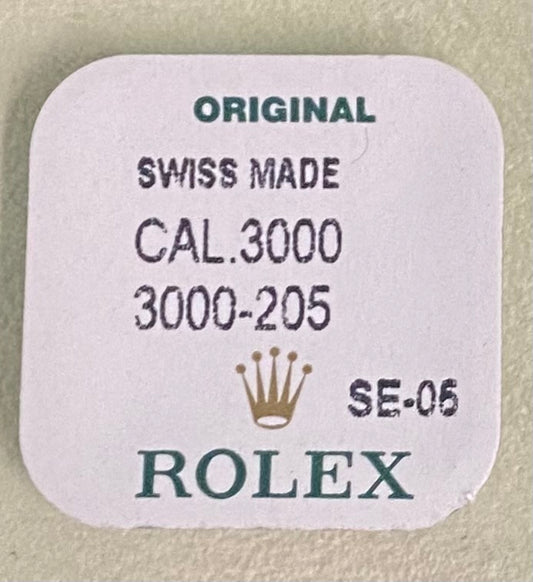 ORIGINAL
SWISS MADE
CAL.3000
3000-205
SE-05
ROLEX